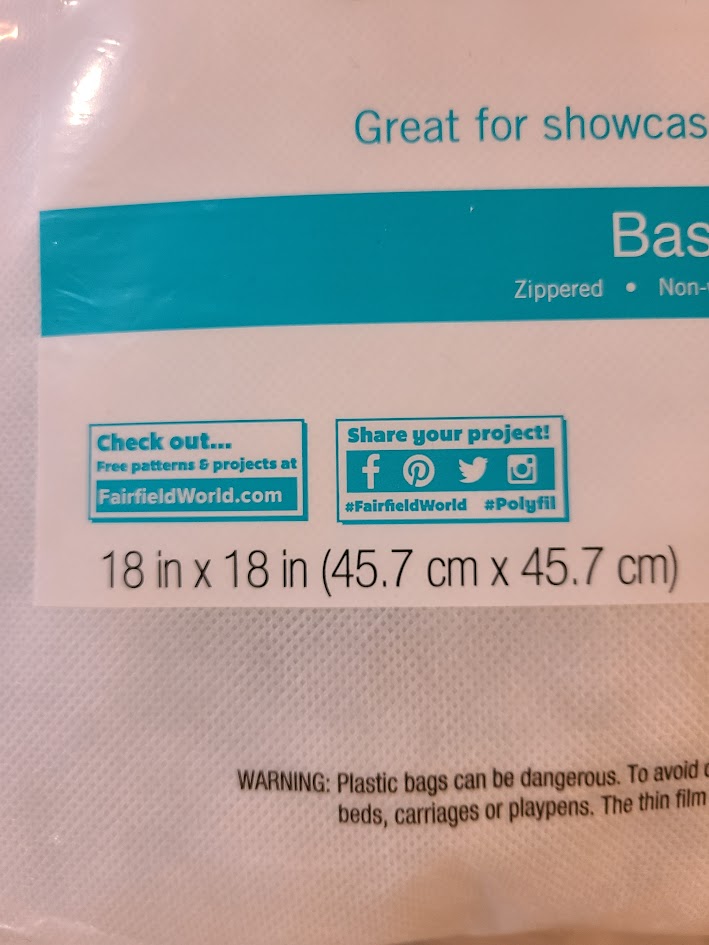 Great for showcas
Bas
Zippered • Non-
Check out...
Free patterns & projects at
FairfieldWorld.com
Share your project!
#FairfieldWorld #Polyfil
18 in x 18 in (45.7 cm x 45.7 cm)
WARNING: Plastic bags can be dangerous. To avoid
beds, carriages or playpens. The thin film